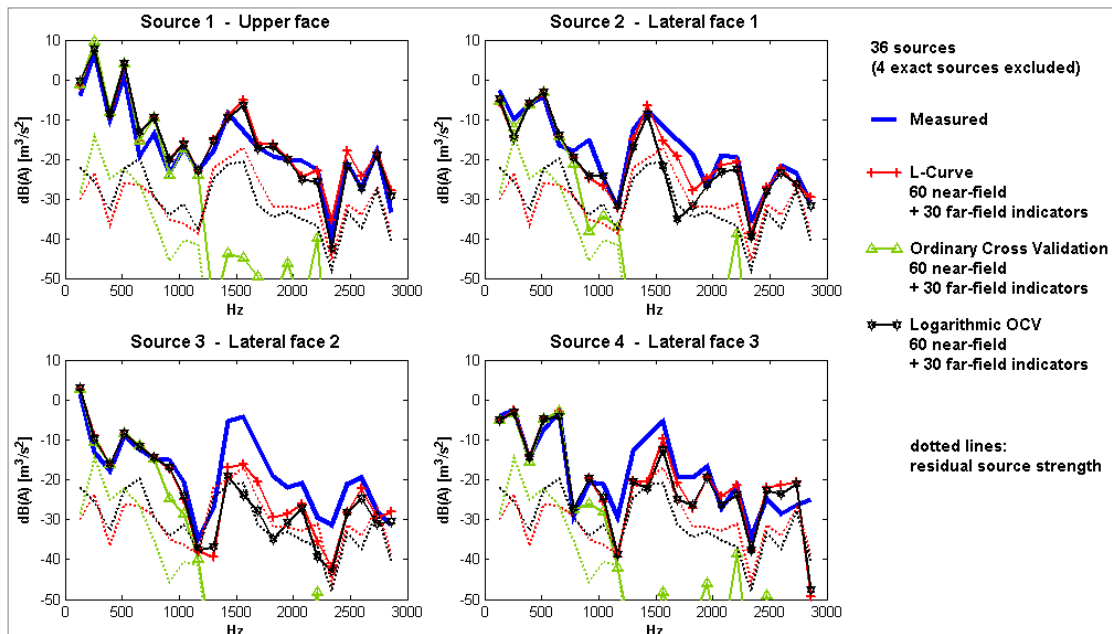 Source 1 - Upper face
dB(A) [m³/s²]
10
0
-10
-20
-30
-40
-50
0
500
1000
1500
2000
2500
3000
Hz
Source 2 - Lateral face 1
dB(A) [m³/s²]
10
0
-10
-20
-30
-40
-50
0
500
1000
1500
2000
2500
3000
Hz
Source 3 - Lateral face 2
dB(A) [m³/s²]
10
0
-10
-20
-30
-40
-50
0
500
1000
1500
2000
2500
3000
Hz
Source 4 - Lateral face 3
dB(A) [m³/s²]
10
0
-10
-20
-30
-40
-50
0
500
1000
1500
2000
2500
3000
Hz
36 sources
(4 exact sources excluded)
Measured
L-Curve
60 near-field
+ 30 far-field indicators
Ordinary Cross Validation
60 near-field
+ 30 far-field indicators
Logarithmic OCV
60 near-field
+ 30 far-field indicators
dotted lines:
residual source strength